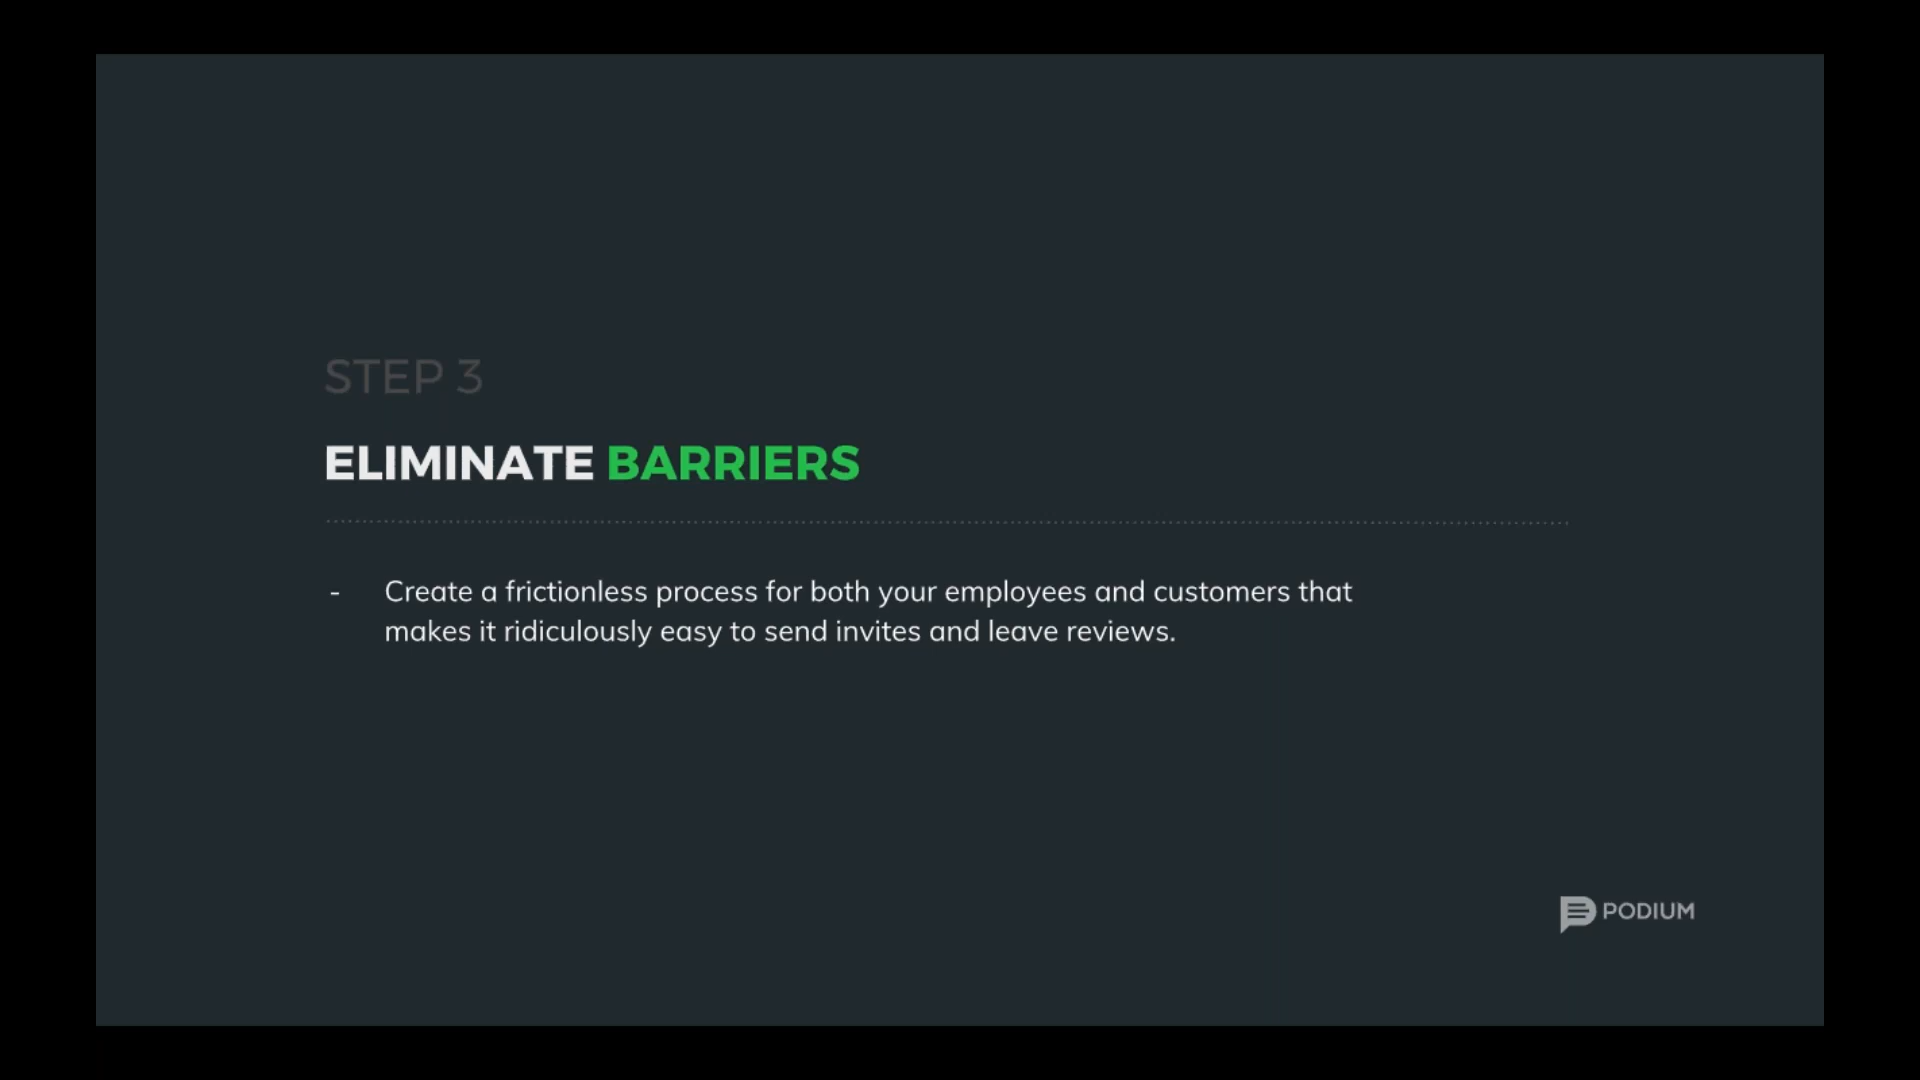 STEP 3
ELIMINATE BARRIERS
- Create a frictionless process for both your employees and customers that
makes it ridiculously easy to send invites and leave reviews.
PODIUM